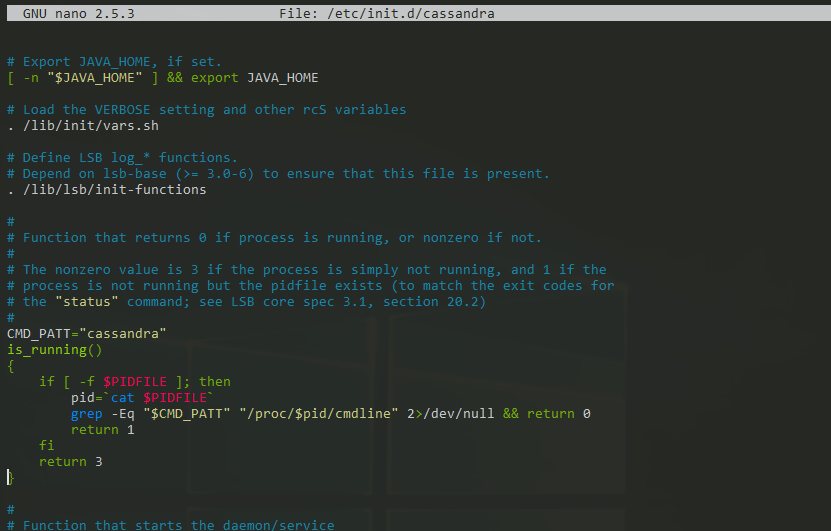 GNU nano 2.5.3 File: /etc/init.d/cassandra
# Export JAVA_HOME, if set.
[ -n "$JAVA_HOME" ] && export JAVA_HOME
# Load the VERBOSE setting and other rcS variables
. /lib/init/vars.sh
# Define LSB log_* functions.
# Depend on lsb-base (>= 3.0-6) to ensure that this file is present.
. /lib/lsb/init-functions
#
# Function that returns 0 if process is running, or nonzero if not.
#
# The nonzero value is 3 if the process is simply not running, and 1 if the
# process is not running but the pidfile exists (to match the exit codes for
# the "status" command; see LSB core spec 3.1, section 20.2)
#
CMD_PATT="cassandra"
is_running()
{
    if [ -f $PIDFILE ]; then
        pid=`cat $PIDFILE`
        grep -Eq "$CMD_PATT" "/proc/$pid/cmdline" 2>/dev/null && return 0
        return 1
    fi
    return 3
}
#
# Function that starts the daemon/service